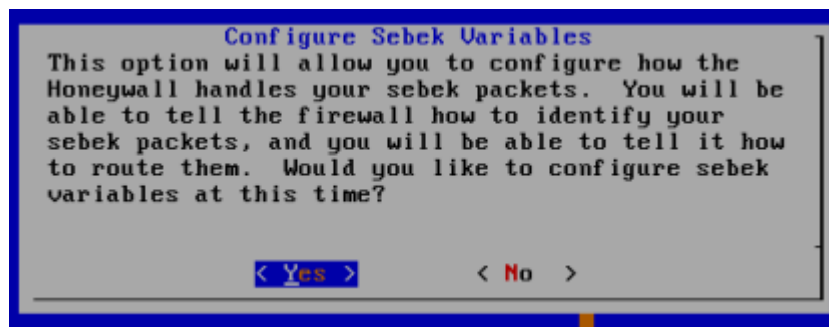 Configure Sebek Variables
This option will allow you to configure how the
Honeywall handles your sebek packets.  You will be
able to tell the firewall how to identify your
sebek packets, and you will be able to tell it how
to route them.  Would you like to configure sebek
variables at this time?
< Yes > < No >